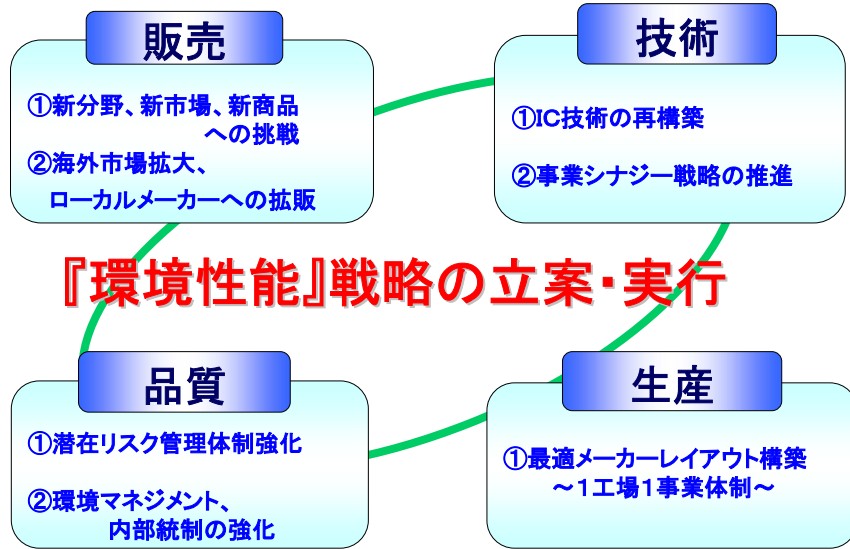 販売
①新分野、新市場、新商品
への挑戦
②海外市場拡大、
ローカルメーカーへの拡販
技術
①IC技術の再構築
②事業シナジー戦略の推進
『環境性能』戦略の立案・実行
品質
①潜在リスク管理体制強化
②環境マネジメント、
内部統制の強化
生産
①最適メーカーレイアウト構築
～1工場1事業体制～